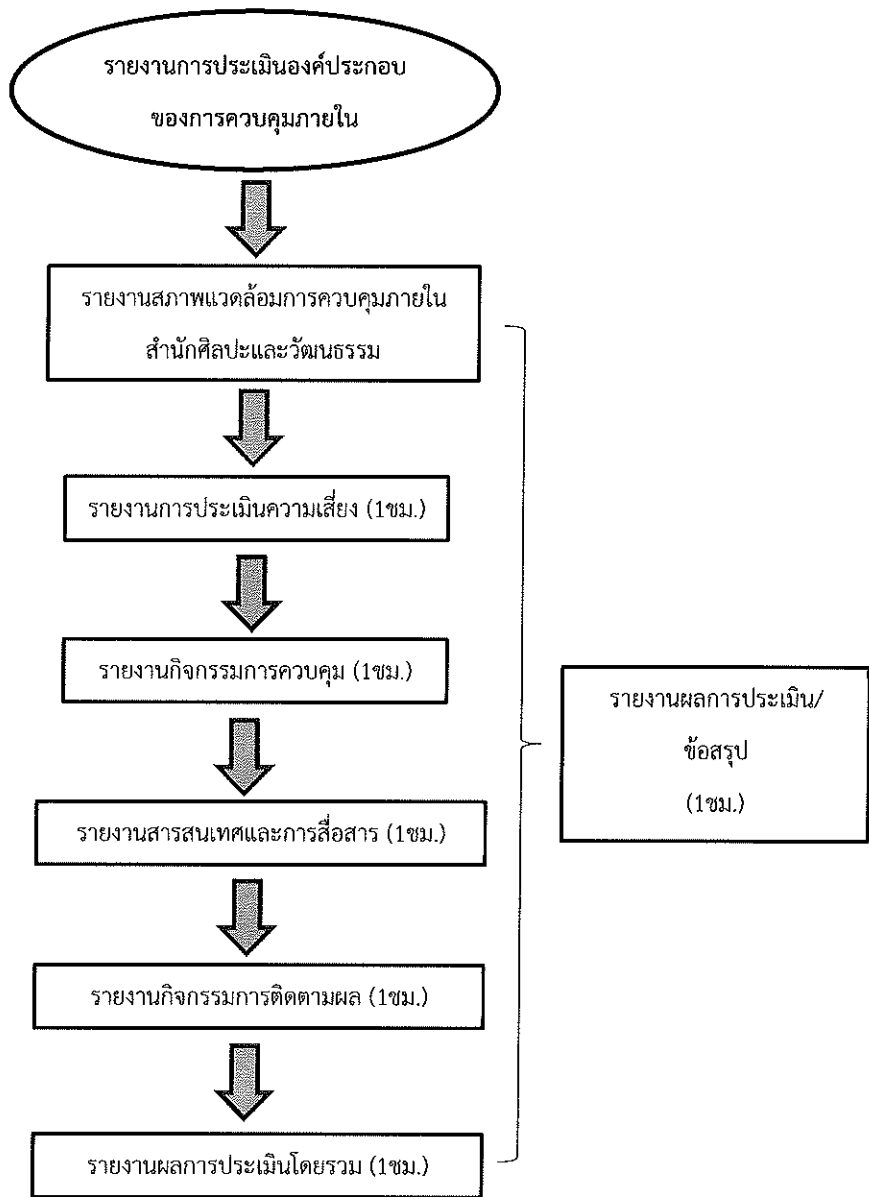 รายงานการประเมินองค์ประกอบ
ของการควบคุมภายใน
รายงานสภาพแวดล้อมการควบคุมภายใน
สำนักศิลปะและวัฒนธรรม
รายงานการประเมินความเสี่ยง (1ชม.)
รายงานกิจกรรมการควบคุม (1ชม.)
รายงานสารสนเทศและการสื่อสาร (1ชม.)
รายงานกิจกรรมการติดตามผล (1ชม.)
รายงานผลการประเมินโดยรวม (1ชม.)
รายงานผลการประเมิน/
ข้อสรุป
(1ชม.)